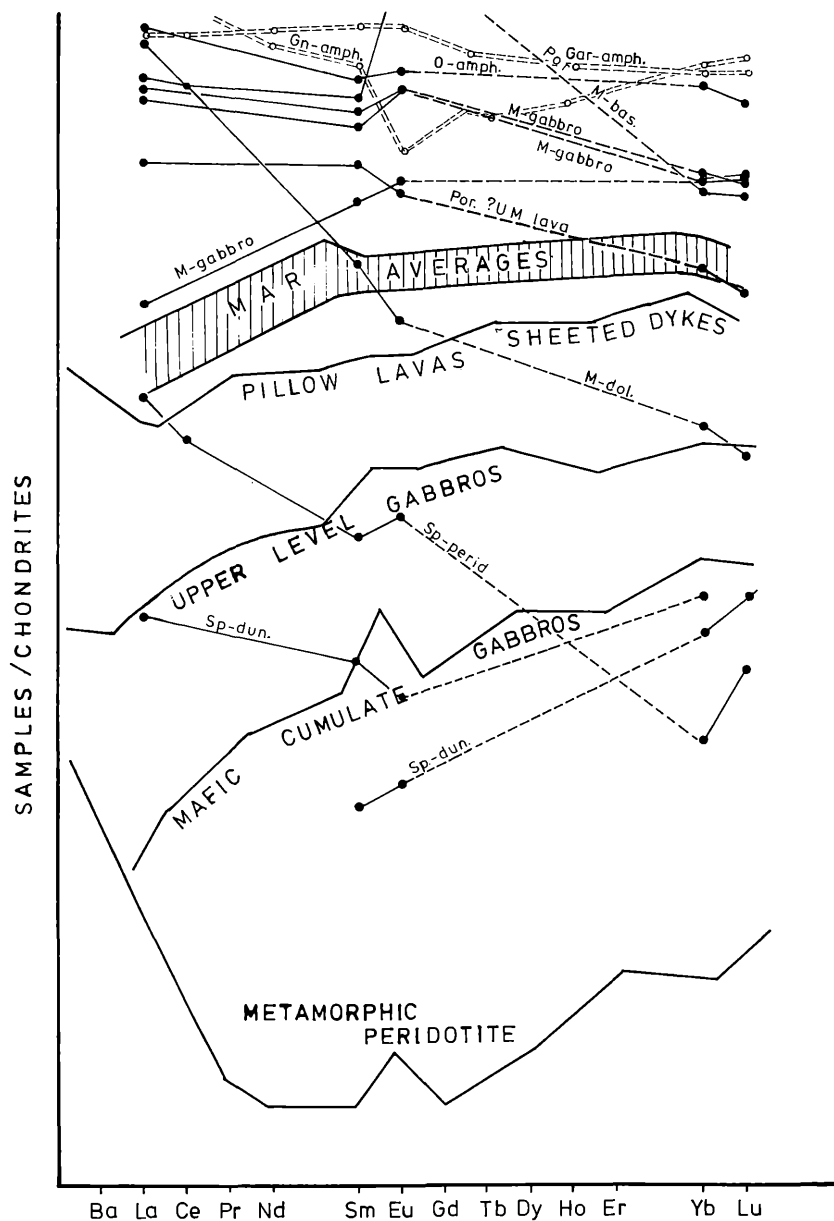 Gn-amph.
Gar-amph.
O-amph.
Por
M-bas.
M-gabbro
M-gabbro
Por. ?UM lava
M-gabbro
MAR AVERAGES
SHEETED DYKES
PILLOW LAVAS
M-dol.
UPPER LEVEL GABBROS
Sp-perid
Sp-dun.
MAFIC CUMULATE GABBROS
Sp-dun.
METAMORPHIC
PERIDOTITE
SAMPLES / CHONDRITES
Ba La Ce Pr Nd Sm Eu Gd Tb Dy Ho Er Yb Lu